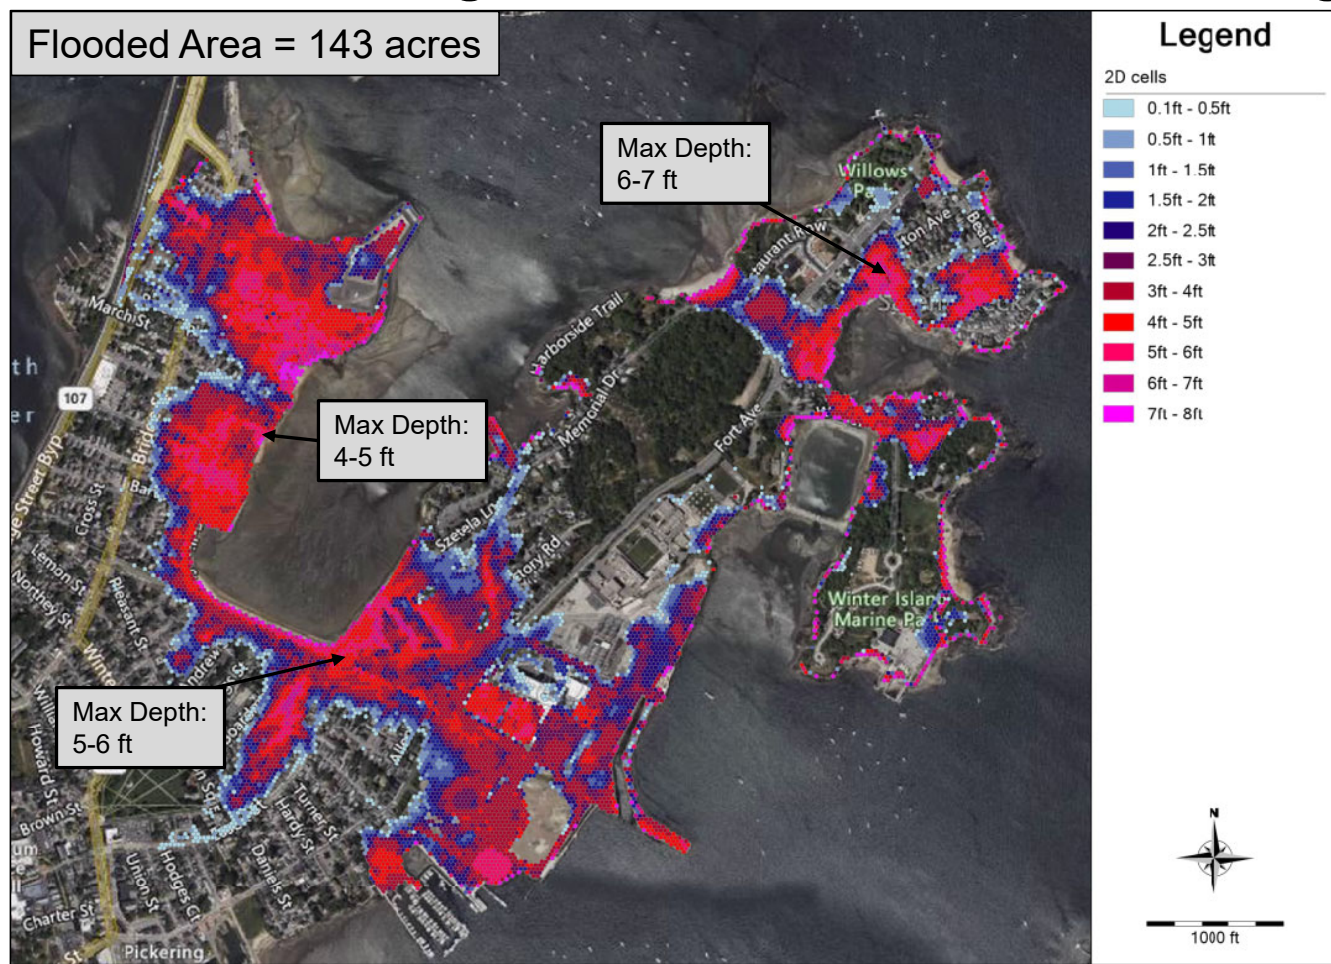 Flooded Area = 143 acres
Legend
2D cells
0.1ft - 0.5ft
0.5ft - 1ft
1ft - 1.5ft
1.5ft - 2ft
2ft - 2.5ft
2.5ft - 3ft
3ft - 4ft
4ft - 5ft
5ft - 6ft
6ft - 7ft
7ft - 8ft
Max Depth:
6-7 ft
Willows
Beach
Harborside Trail
Memorial Dr
Fort Ave
March St
107
Max Depth:
4-5 ft
Cross St
Szetela Ln
Lemon St
Northey St
Pleasant St
Winter Island
Marine Pa
Max Depth:
5-6 ft
Howard St
Brown St
Turner St
Hardy St
Daniels St
Union St
Hodges Ct
Charter St
Pickering
St
N
1000 ft